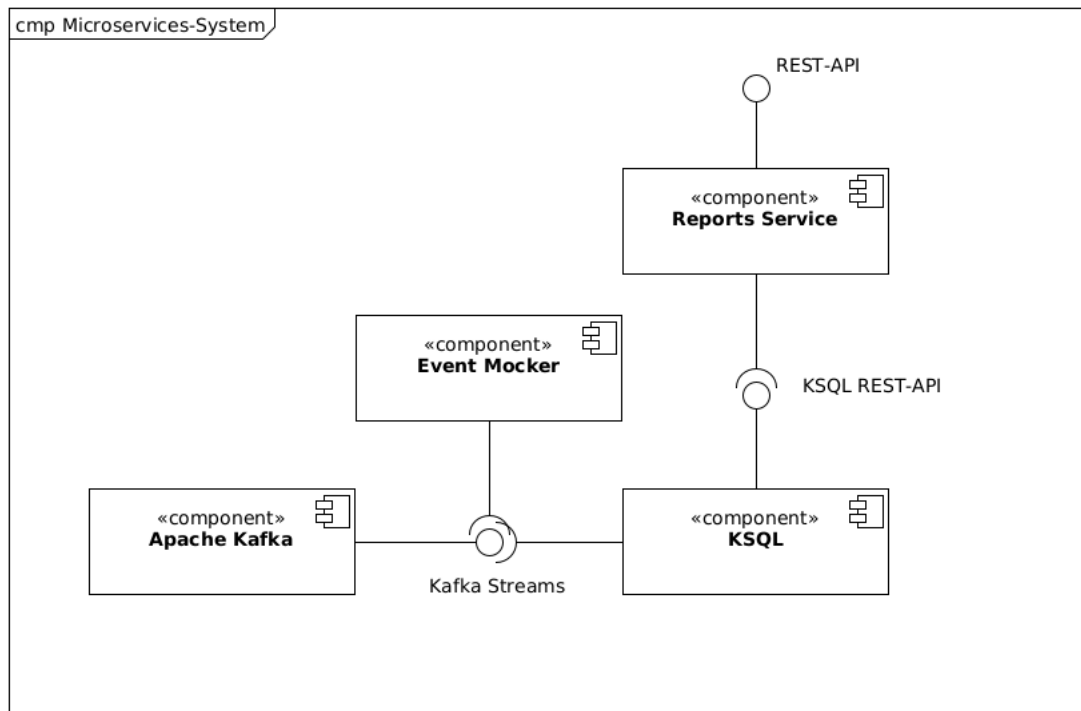 cmp Microservices-System
REST-API
«component»
Reports Service
«component»
Event Mocker
KSQL REST-API
«component»
Apache Kafka
«component»
KSQL
Kafka Streams